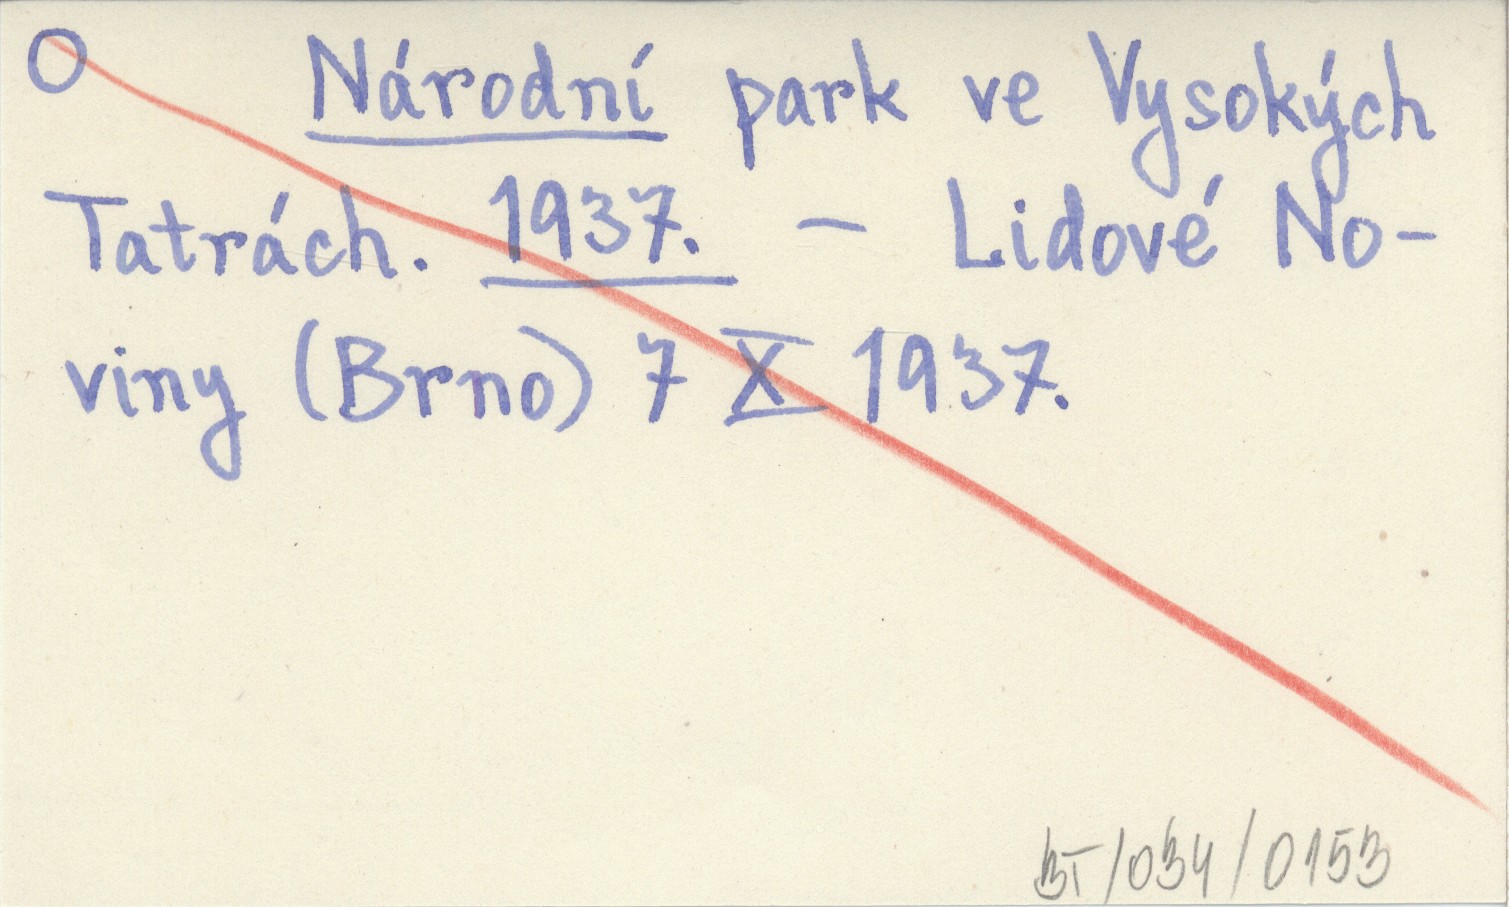 O Národní park ve Vysokých
Tatrách. 1937. – Lidové No-
viny (Brno) 7 X 1937.
BT/034/0153